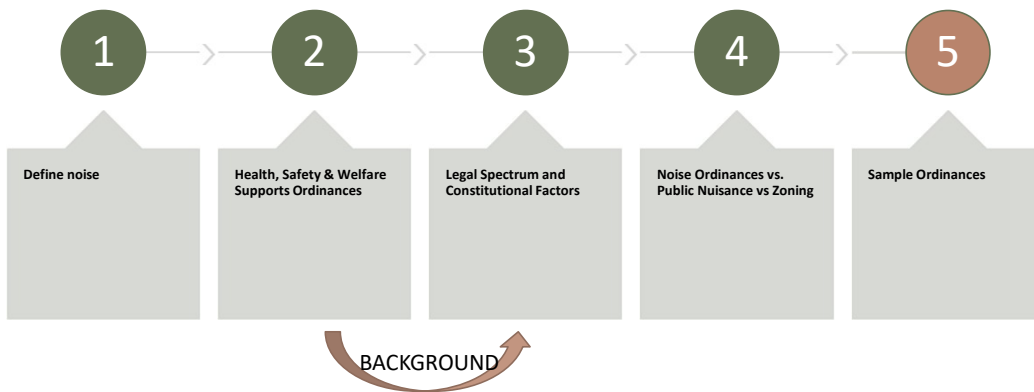 1
2
3
4
5
Define noise
Health, Safety & Welfare
Supports Ordinances
Legal Spectrum and
Constitutional Factors
Noise Ordinances vs.
Public Nuisance vs Zoning
Sample Ordinances
BACKGROUND